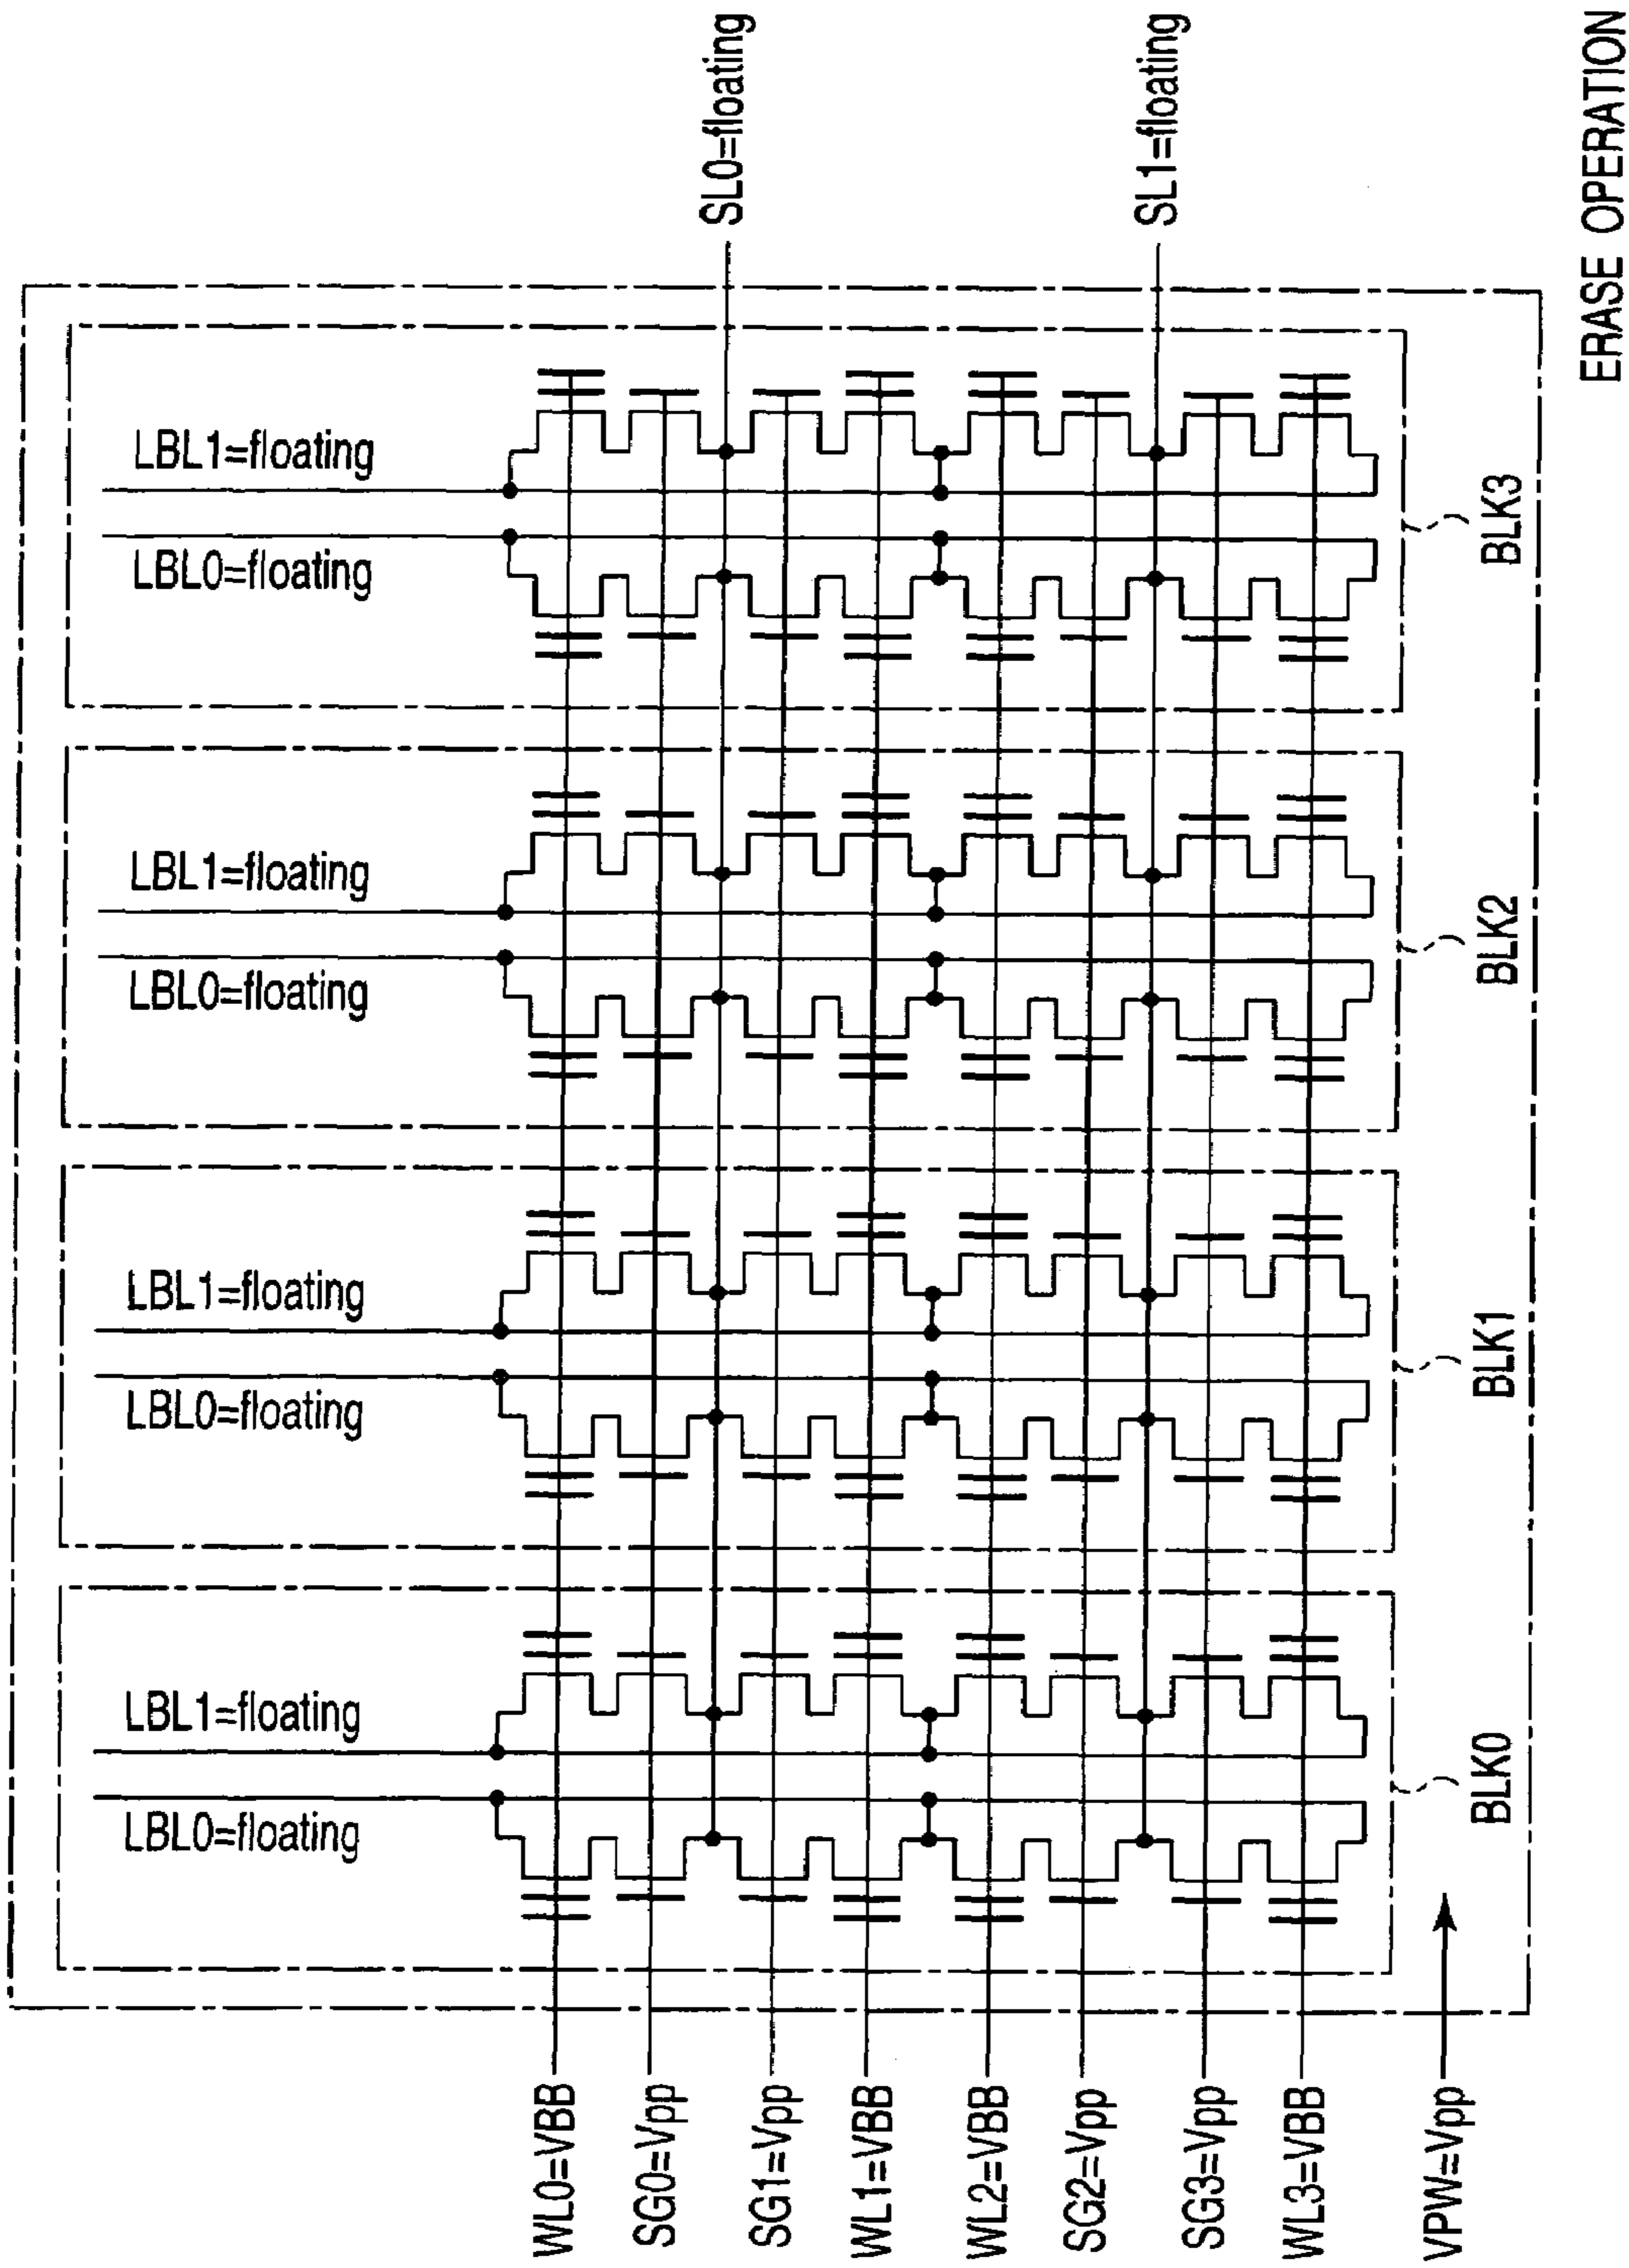 WL0=VBB
SG0=Vpp
SG1=Vpp
WL1=VBB
WL2=VBB
SG2=Vpp
SG3=Vpp
WL3=VBB
VPW=Vpp
LBL0=floating
LBL1=floating
BLK0
LBL0=floating
LBL1=floating
BLK1
LBL0=floating
LBL1=floating
BLK2
LBL0=floating
LBL1=floating
BLK3
SL0=floating
SL1=floating
ERASE OPERATION